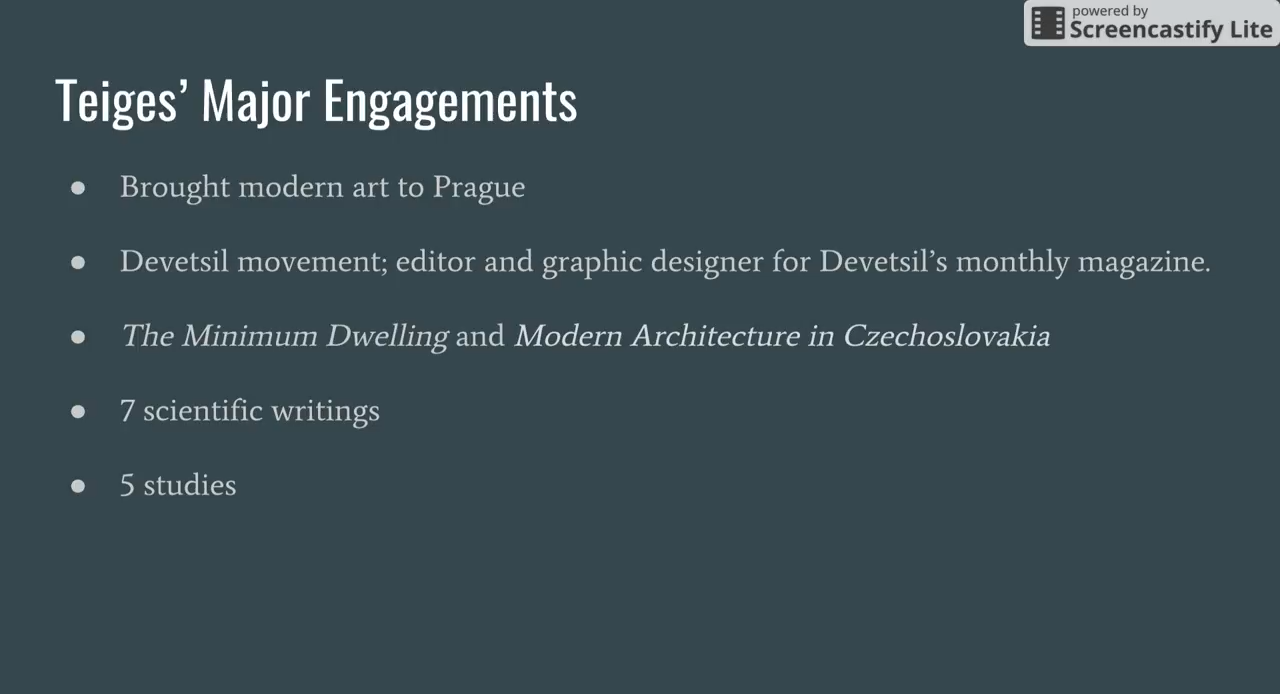 powered by
Screencastify Lite
Teiges’ Major Engagements
● Brought modern art to Prague
● Devetsil movement; editor and graphic designer for Devetsil’s monthly magazine.
● The Minimum Dwelling and Modern Architecture in Czechoslovakia
● 7 scientific writings
● 5 studies